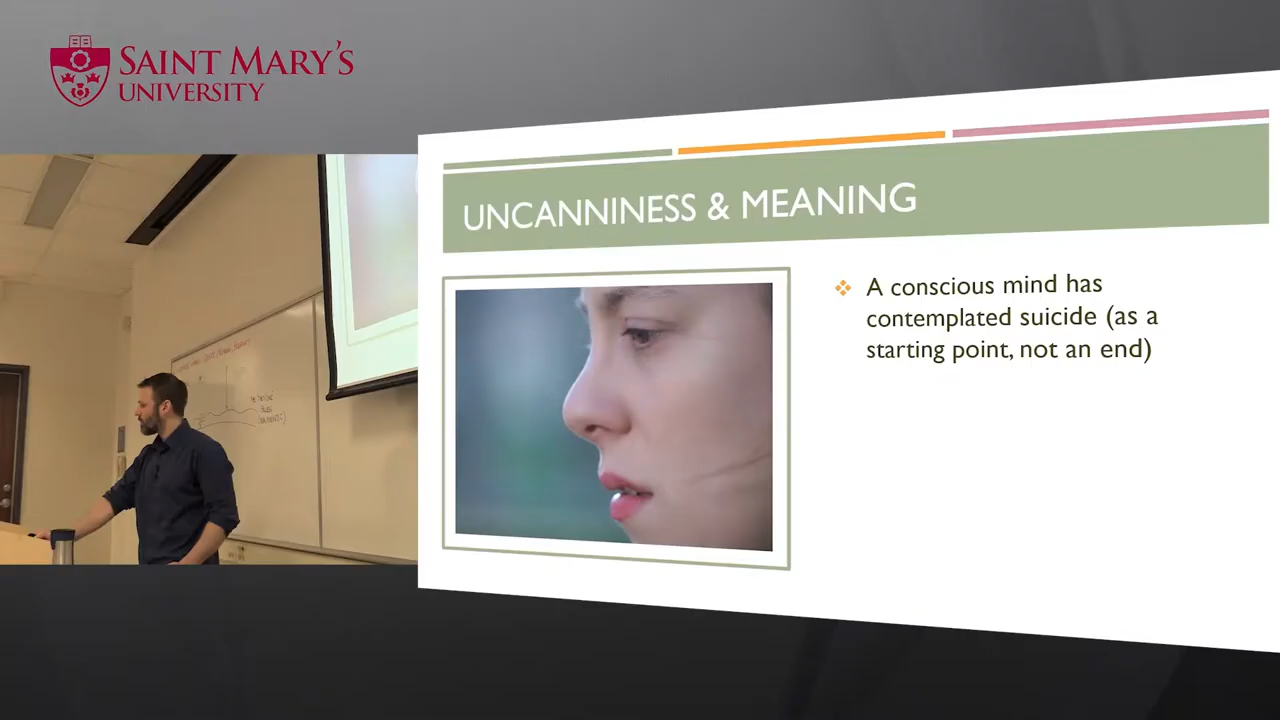 SAINT MARY'S
UNIVERSITY
UNCANNINESS & MEANING
A conscious mind has
contemplated suicide (as a
starting point, not an end)